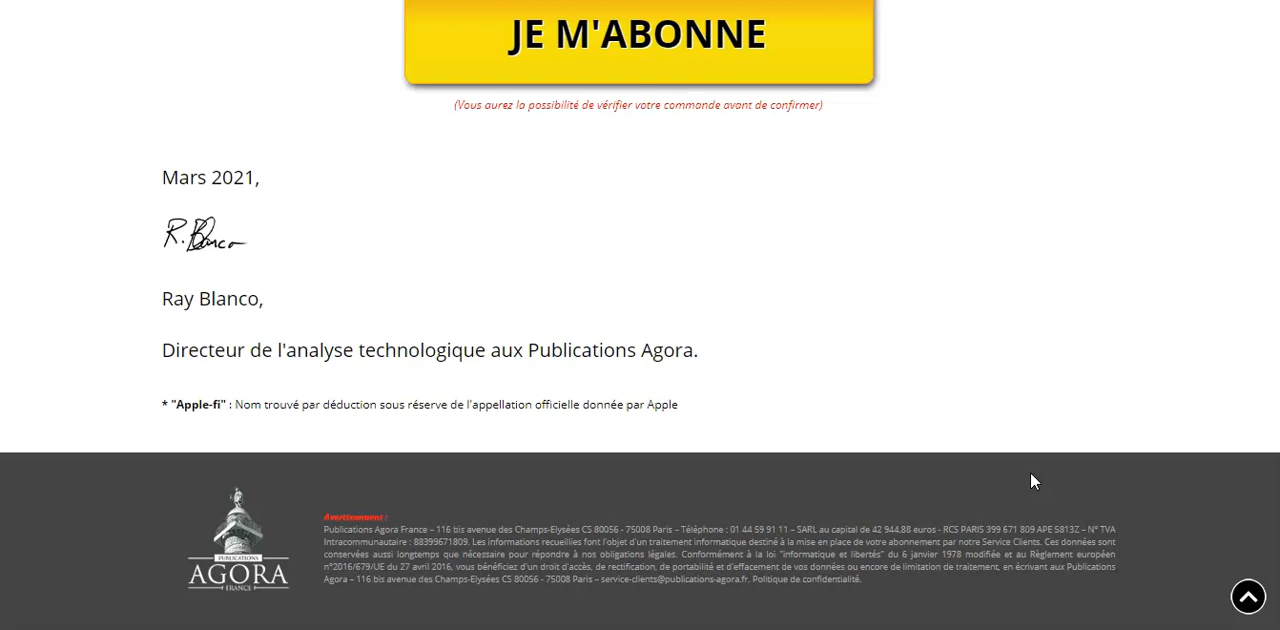 JE M'ABONNE
(Vous aurez la possibilité de vérifier votre commande avant de confirmer)
Mars 2021,
R. Blanco
Ray Blanco,
Directeur de l'analyse technologique aux Publications Agora.
* "Apple-fi" : Nom trouvé par déduction sous réserve de l'appellation officielle donnée par Apple
PUBLICATIONS
AGORA
FRANCE
Avertissement :
Publications Agora France – 116 bis avenue des Champs-Elysées CS 80056 - 75008 Paris – Téléphone : 01 44 59 91 11 – SARL au capital de 42 944,88 euros - RCS PARIS 399 671 809 APE 5813Z – N° TVA
Intracommunautaire : 88399671809. Les informations recueillies font l'objet d'un traitement informatique destiné à la mise en place de votre abonnement par notre Service Clients. Ces données sont
conservées aussi longtemps que nécessaire pour répondre à nos obligations légales. Conformément à la loi "informatique et libertés" du 6 janvier 1978 modifiée et au Règlement européen
n°2016/679/UE du 27 avril 2016, vous bénéficiez d'un droit d'accès, de rectification, de portabilité et d'effacement de vos données ou encore de limitation de traitement, en écrivant aux Publications
Agora – 116 bis avenue des Champs-Elysées CS 80056 - 75008 Paris – service-clients@publications-agora.fr. Politique de confidentialité.